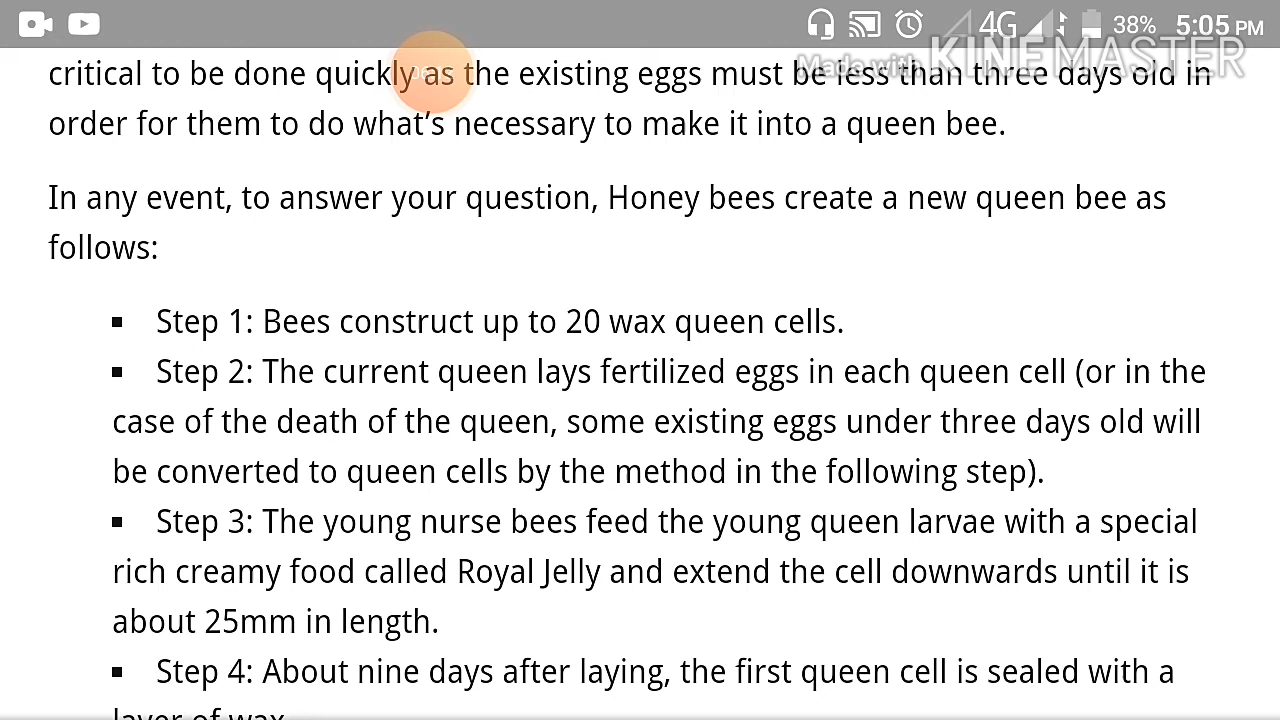 4G 38% 5:05 PM
Made with KINEMASTER
critical to be done quickly as the existing eggs must be less than three days old in
order for them to do what’s necessary to make it into a queen bee.
In any event, to answer your question, Honey bees create a new queen bee as
follows:
▪ Step 1: Bees construct up to 20 wax queen cells.
▪ Step 2: The current queen lays fertilized eggs in each queen cell (or in the
case of the death of the queen, some existing eggs under three days old will
be converted to queen cells by the method in the following step).
▪ Step 3: The young nurse bees feed the young queen larvae with a special
rich creamy food called Royal Jelly and extend the cell downwards until it is
about 25mm in length.
▪ Step 4: About nine days after laying, the first queen cell is sealed with a
layer of wax